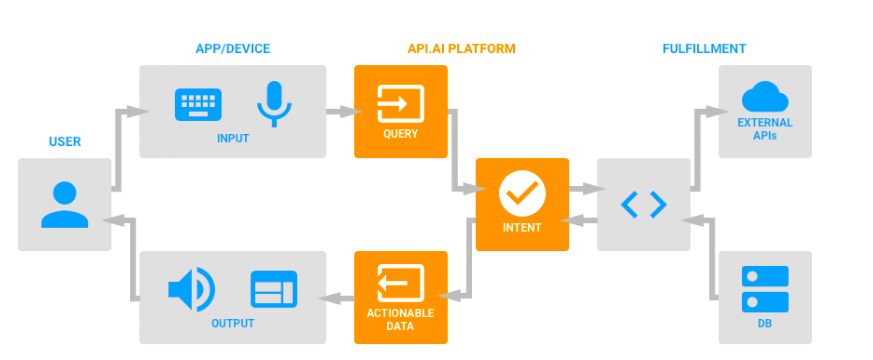 APP/DEVICE
API.AI PLATFORM
FULFILLMENT
USER
INPUT
QUERY
EXTERNAL
APIs
INTENT
OUTPUT
ACTIONABLE
DATA
DB